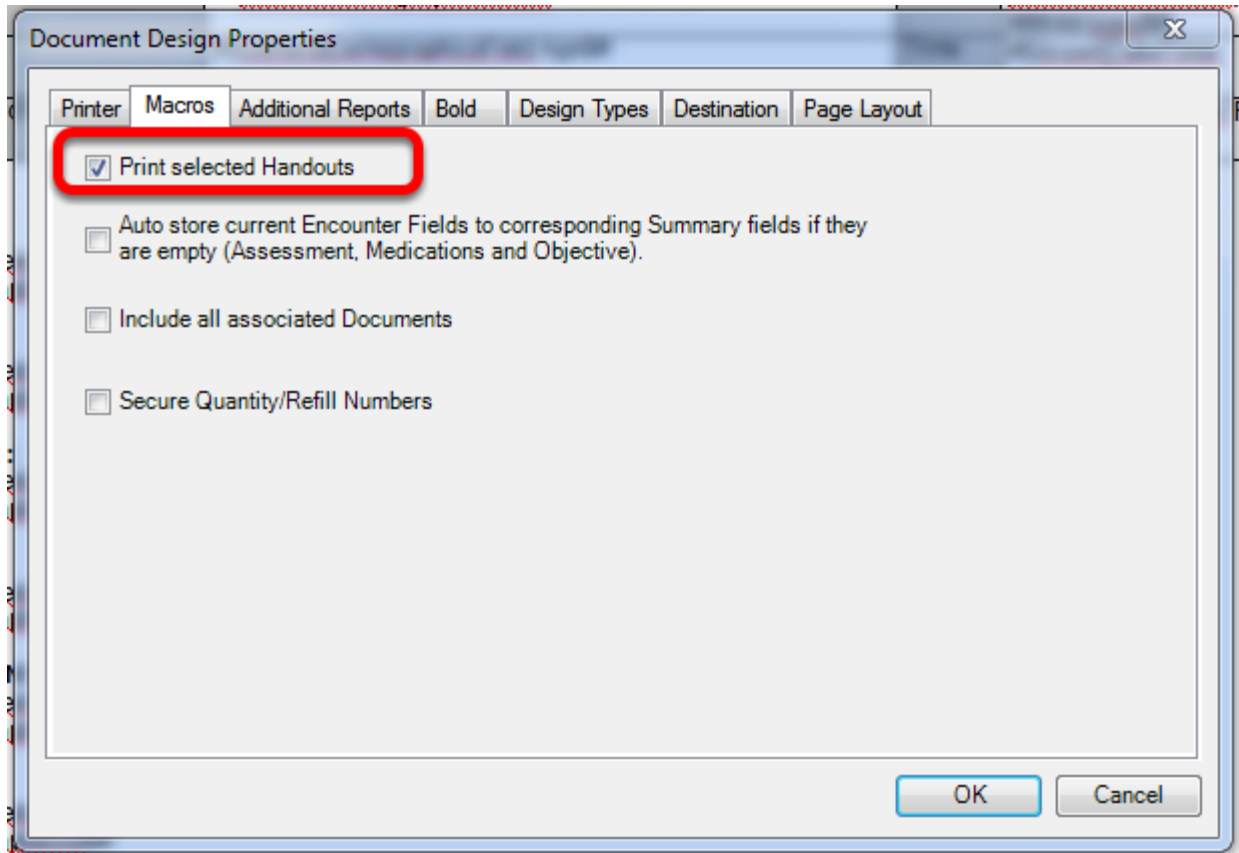 Document Design Properties
Printer Macros Additional Reports Bold Design Types Destination Page Layout
Print selected Handouts
Auto store current Encounter Fields to corresponding Summary fields if they
are empty (Assessment, Medications and Objective).
Include all associated Documents
Secure Quantity/Refill Numbers
OK Cancel